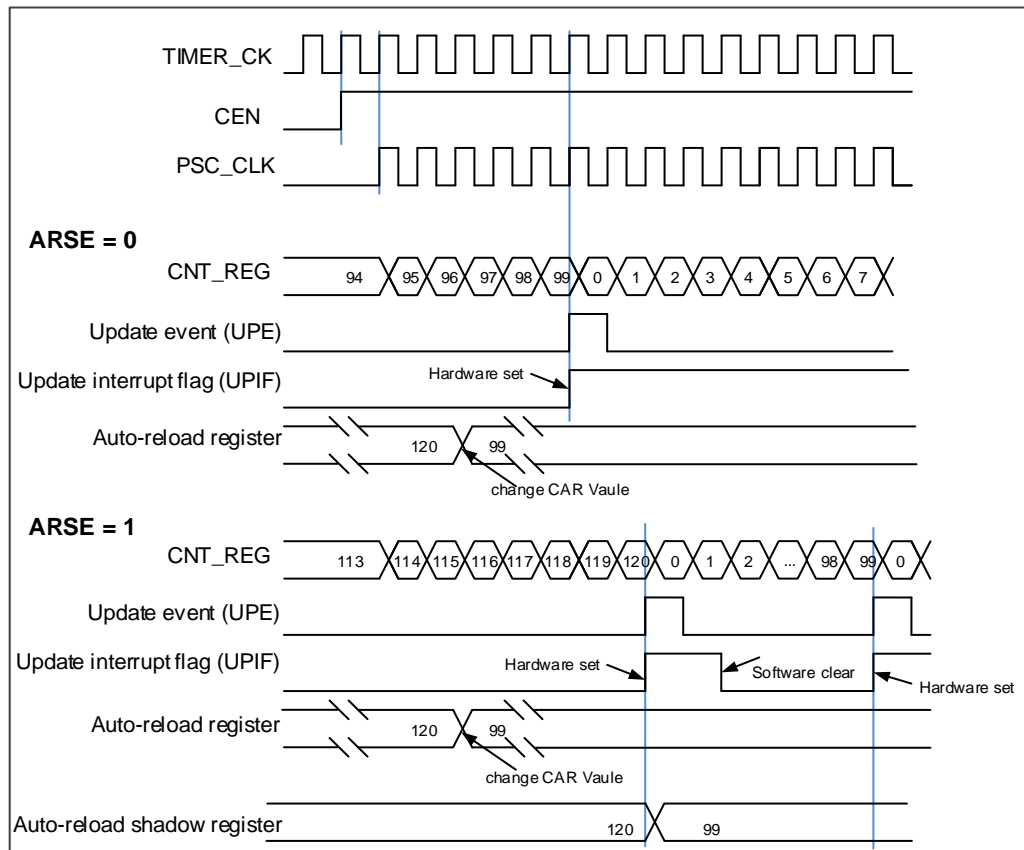 TIMER_CK
CEN
PSC_CLK
ARSE = 0
CNT_REG 94 95 96 97 98 99 0 1 2 3 4 5 6 7
Update event (UPE)
Update interrupt flag (UPIF) Hardware set
Auto-reload register 120 99
change CAR Vaule
ARSE = 1
CNT_REG 113 114 115 116 117 118 119 120 0 1 2 ... 98 99 0
Update event (UPE)
Update interrupt flag (UPIF) Hardware set Software clear Hardware set
Auto-reload register 120 99
change CAR Vaule
Auto-reload shadow register 120 99